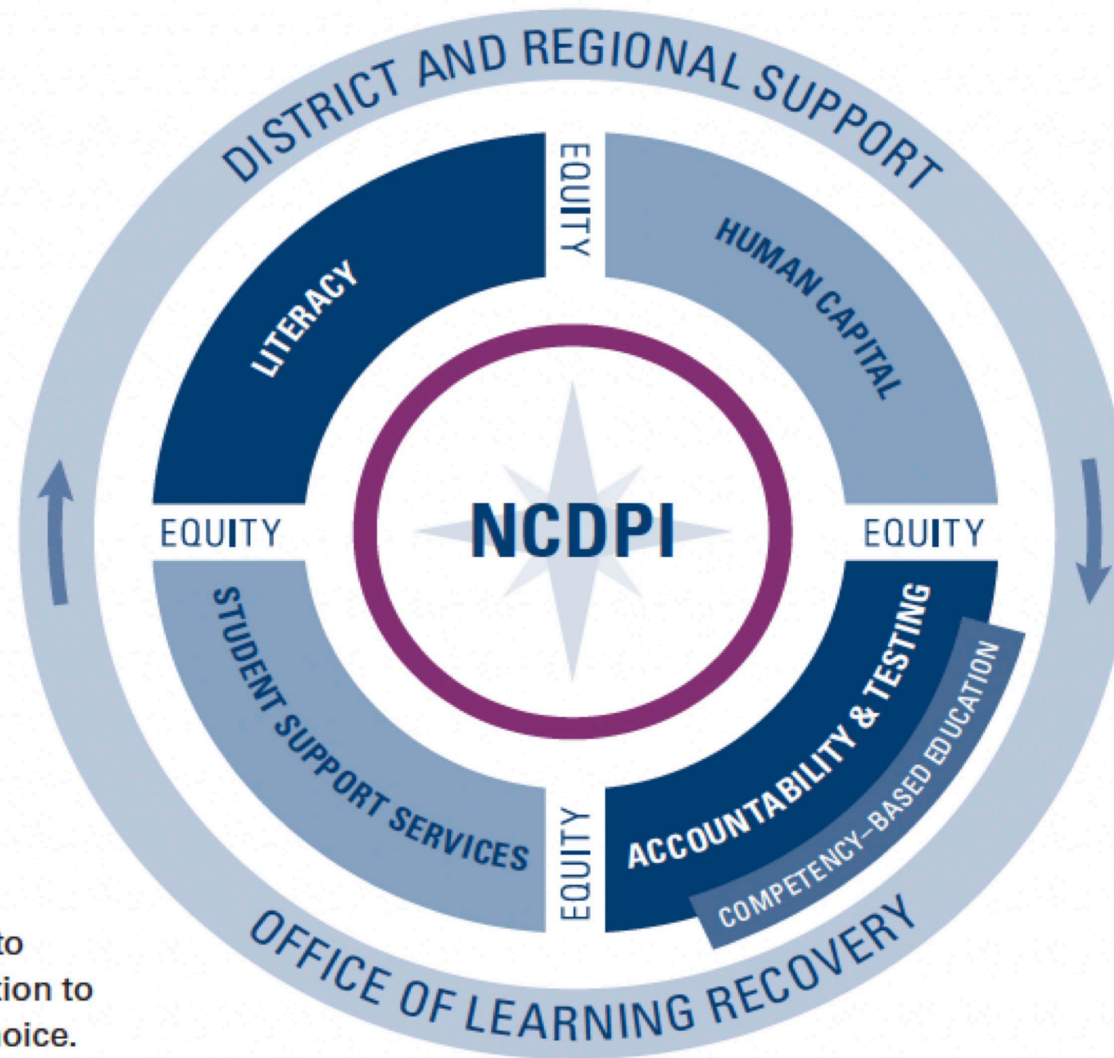 DISTRICT AND REGIONAL SUPPORT
EQUITY
LITERACY
HUMAN CAPITAL
NCDPI
EQUITY
EQUITY
STUDENT SUPPORT SERVICES
ACCOUNTABILITY & TESTING
COMPETENCY–BASED EDUCATION
EQUITY
OFFICE OF LEARNING RECOVERY
to
tion to
hoice.